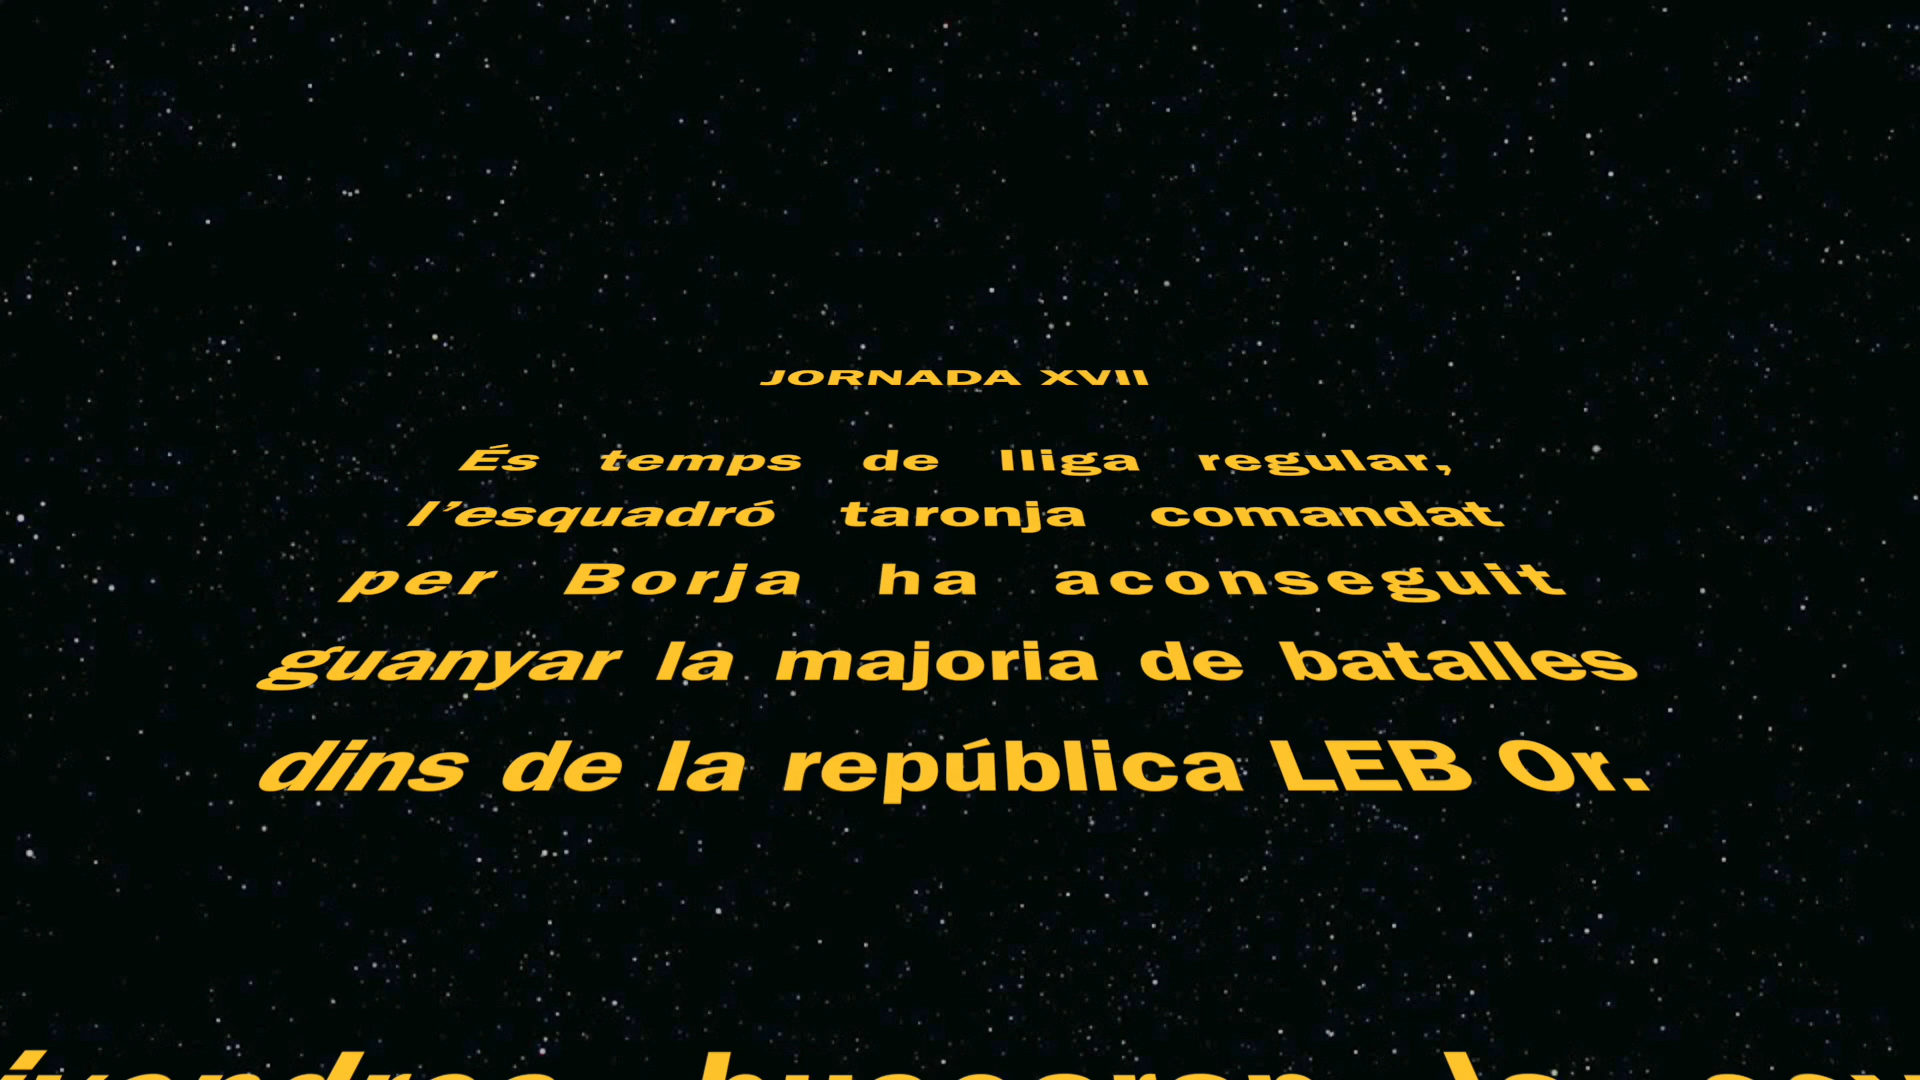 JORNADA XVII
És temps de lliga regular,
l'esquadró taronja comandat
per Borja ha aconseguit
guanyar la majoria de batalles
dins de la república LEB Or.